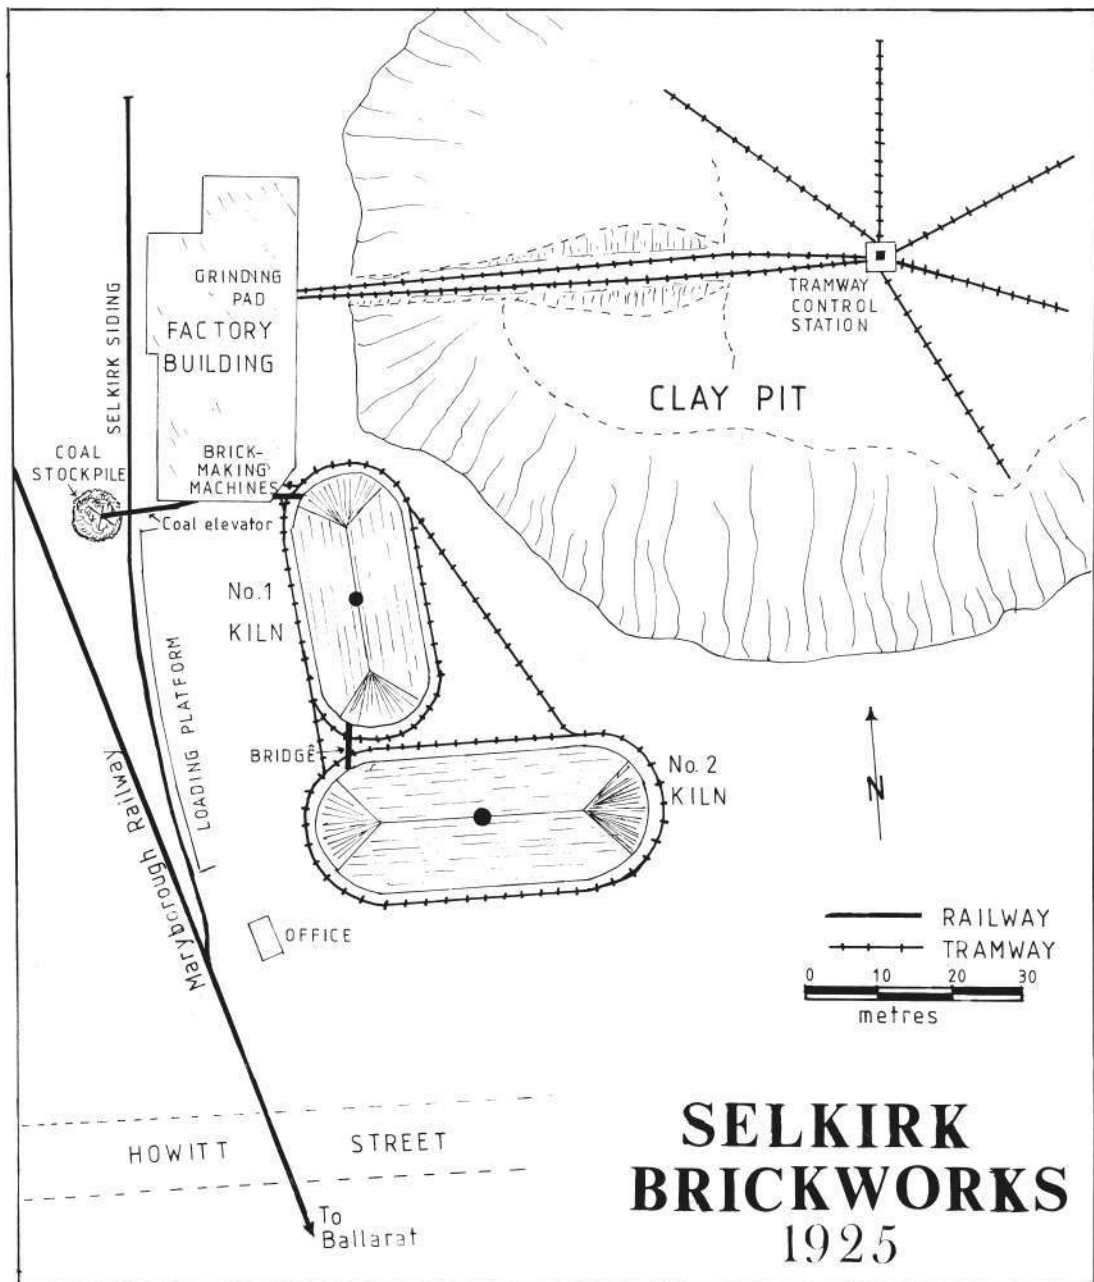 SELKIRK SIDING
GRINDING
PAD
FACTORY
BUILDING
TRAMWAY
CONTROL
STATION
CLAY PIT
COAL
STOCKPILE
BRICK-
MAKING
MACHINES
Coal elevator
No.1
KILN
LOADING PLATFORM
BRIDGE
No. 2
KILN
N
Maryborough Railway
OFFICE
RAILWAY
TRAMWAY
0 10 20 30
metres
HOWITT STREET
To
Ballarat
SELKIRK
BRICKWORKS
1925